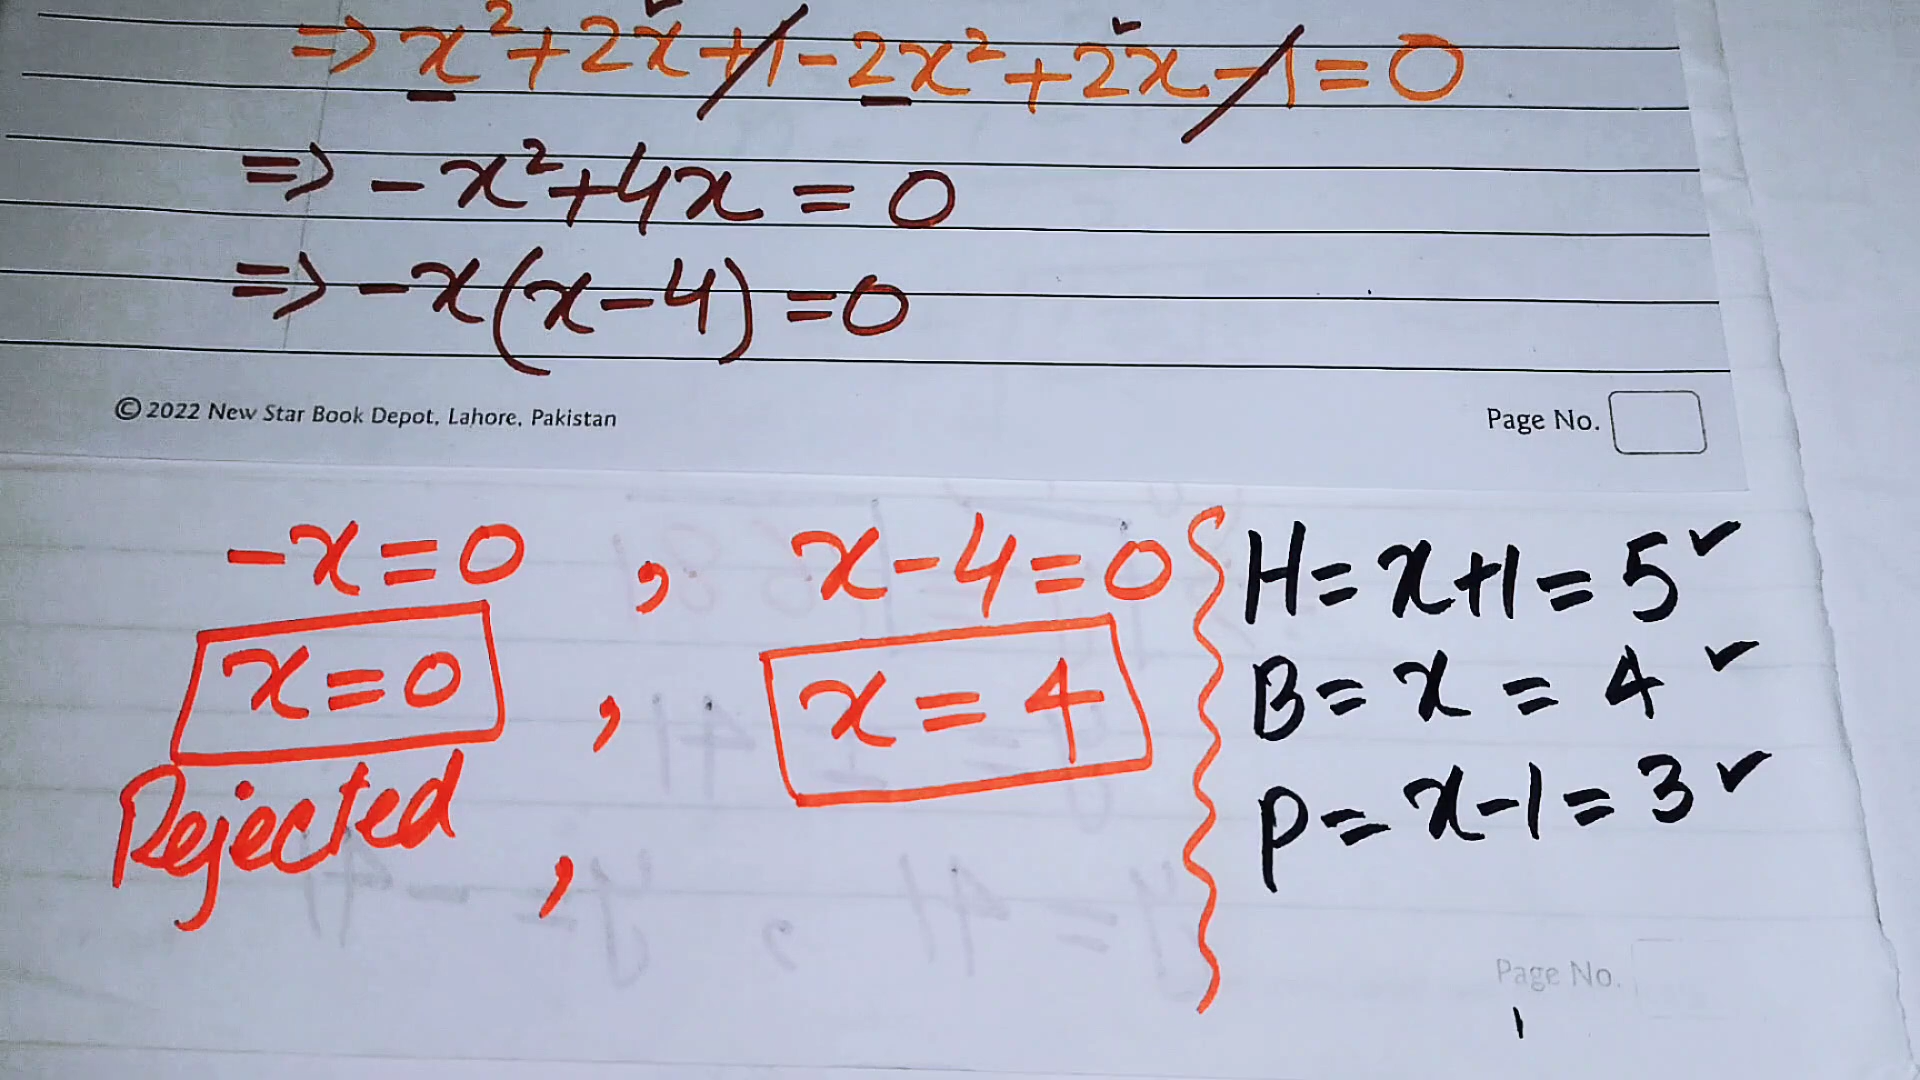 => x²+2x+1-2x²+2x-1=0
=> -x²+4x = 0
=> -x(x-4)=0
© 2022 New Star Book Depot, Lahore, Pakistan
Page No.
-x=0 , x-4=0
x=0 , x=4
Rejected ,
H=x+1=5✓
B=x=4✓
P=x-1=3✓
Page No.